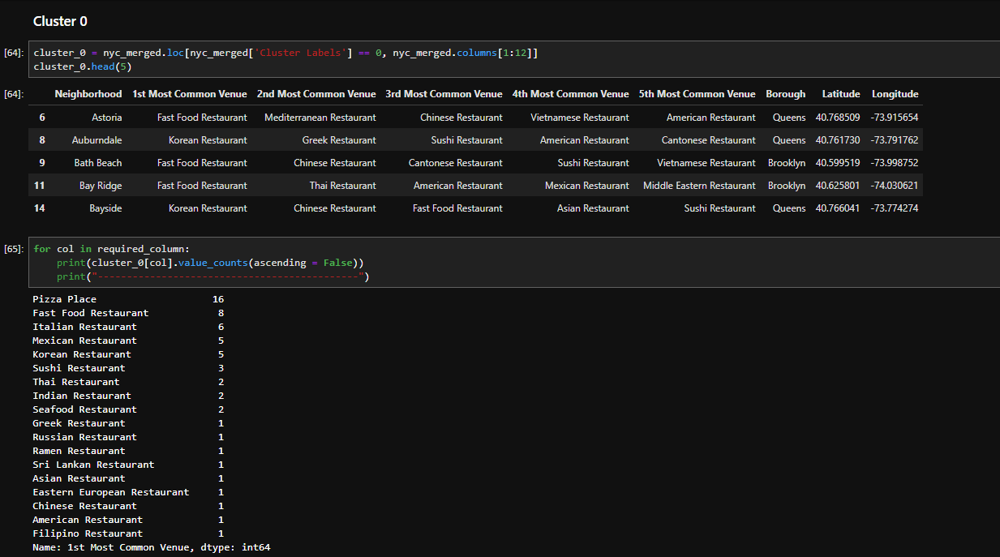 Cluster 0
[64]: cluster_0 = nyc_merged.loc[nyc_merged['Cluster Labels'] == 0, nyc_merged.columns[1:12]]
cluster_0.head(5)
[64]: Neighborhood 1st Most Common Venue 2nd Most Common Venue 3rd Most Common Venue 4th Most Common Venue 5th Most Common Venue Borough Latitude Longitude
6 Astoria Fast Food Restaurant Mediterranean Restaurant Chinese Restaurant Vietnamese Restaurant American Restaurant Queens 40.768509 -73.915654
8 Auburndale Korean Restaurant Greek Restaurant Sushi Restaurant American Restaurant Cantonese Restaurant Queens 40.761730 -73.791762
9 Bath Beach Fast Food Restaurant Chinese Restaurant Cantonese Restaurant Sushi Restaurant Vietnamese Restaurant Brooklyn 40.599519 -73.998752
11 Bay Ridge Fast Food Restaurant Thai Restaurant American Restaurant Mexican Restaurant Middle Eastern Restaurant Brooklyn 40.625801 -74.030621
14 Bayside Korean Restaurant Chinese Restaurant Fast Food Restaurant Asian Restaurant Sushi Restaurant Queens 40.766041 -73.774274
[65]: for col in required_column:
print(cluster_0[col].value_counts(ascending = False))
print("---------------------------------------------")
Pizza Place 16
Fast Food Restaurant 8
Italian Restaurant 6
Mexican Restaurant 5
Korean Restaurant 5
Sushi Restaurant 3
Thai Restaurant 2
Indian Restaurant 2
Seafood Restaurant 2
Greek Restaurant 1
Russian Restaurant 1
Ramen Restaurant 1
Sri Lankan Restaurant 1
Asian Restaurant 1
Eastern European Restaurant 1
Chinese Restaurant 1
American Restaurant 1
Filipino Restaurant 1
Name: 1st Most Common Venue, dtype: int64